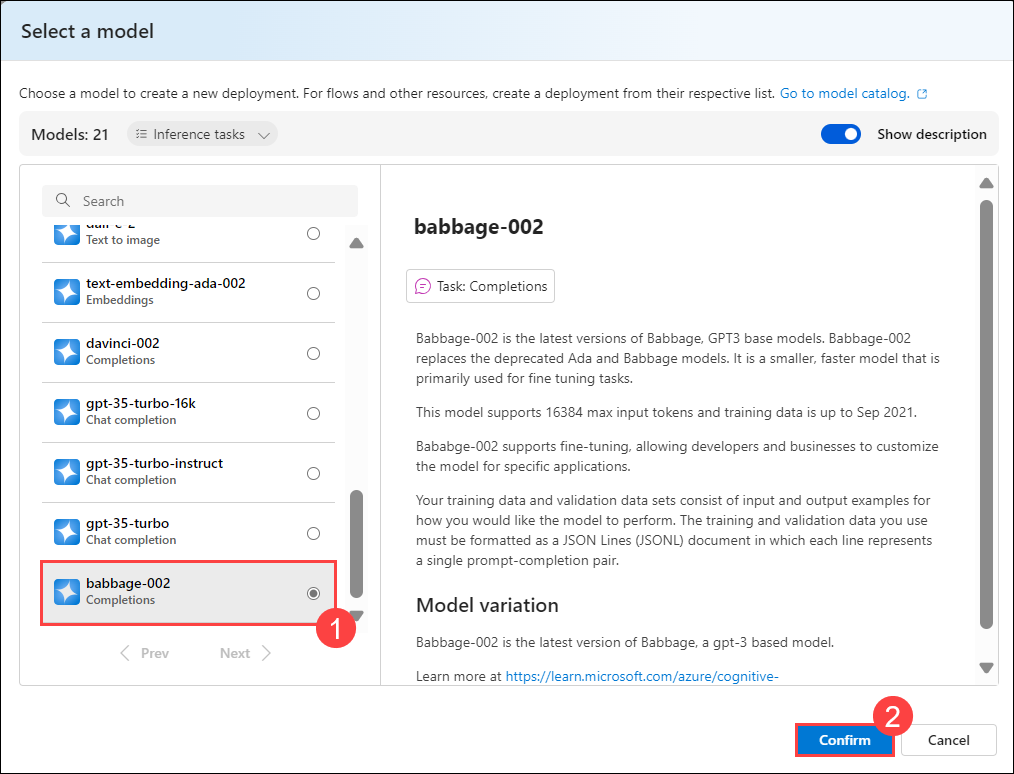 Select a model
Choose a model to create a new deployment. For flows and other resources, create a deployment from their respective list. Go to model catalog.
Models: 21
Inference tasks
Show description
Search
Text to image
text-embedding-ada-002
Embeddings
davinci-002
Completions
gpt-35-turbo-16k
Chat completion
gpt-35-turbo-instruct
Chat completion
gpt-35-turbo
Chat completion
babbage-002
Completions
1
Prev
Next
babbage-002
Task: Completions
Babbage-002 is the latest versions of Babbage, GPT3 base models. Babbage-002
replaces the deprecated Ada and Babbage models. It is a smaller, faster model that is
primarily used for fine tuning tasks.
This model supports 16384 max input tokens and training data is up to Sep 2021.
Bababge-002 supports fine-tuning, allowing developers and businesses to customize
the model for specific applications.
Your training data and validation data sets consist of input and output examples for
how you would like the model to perform. The training and validation data you use
must be formatted as a JSON Lines (JSONL) document in which each line represents
a single prompt-completion pair.
Model variation
Babbage-002 is the latest version of Babbage, a gpt-3 based model.
Learn more at https://learn.microsoft.com/azure/cognitive-
2
Confirm
Cancel